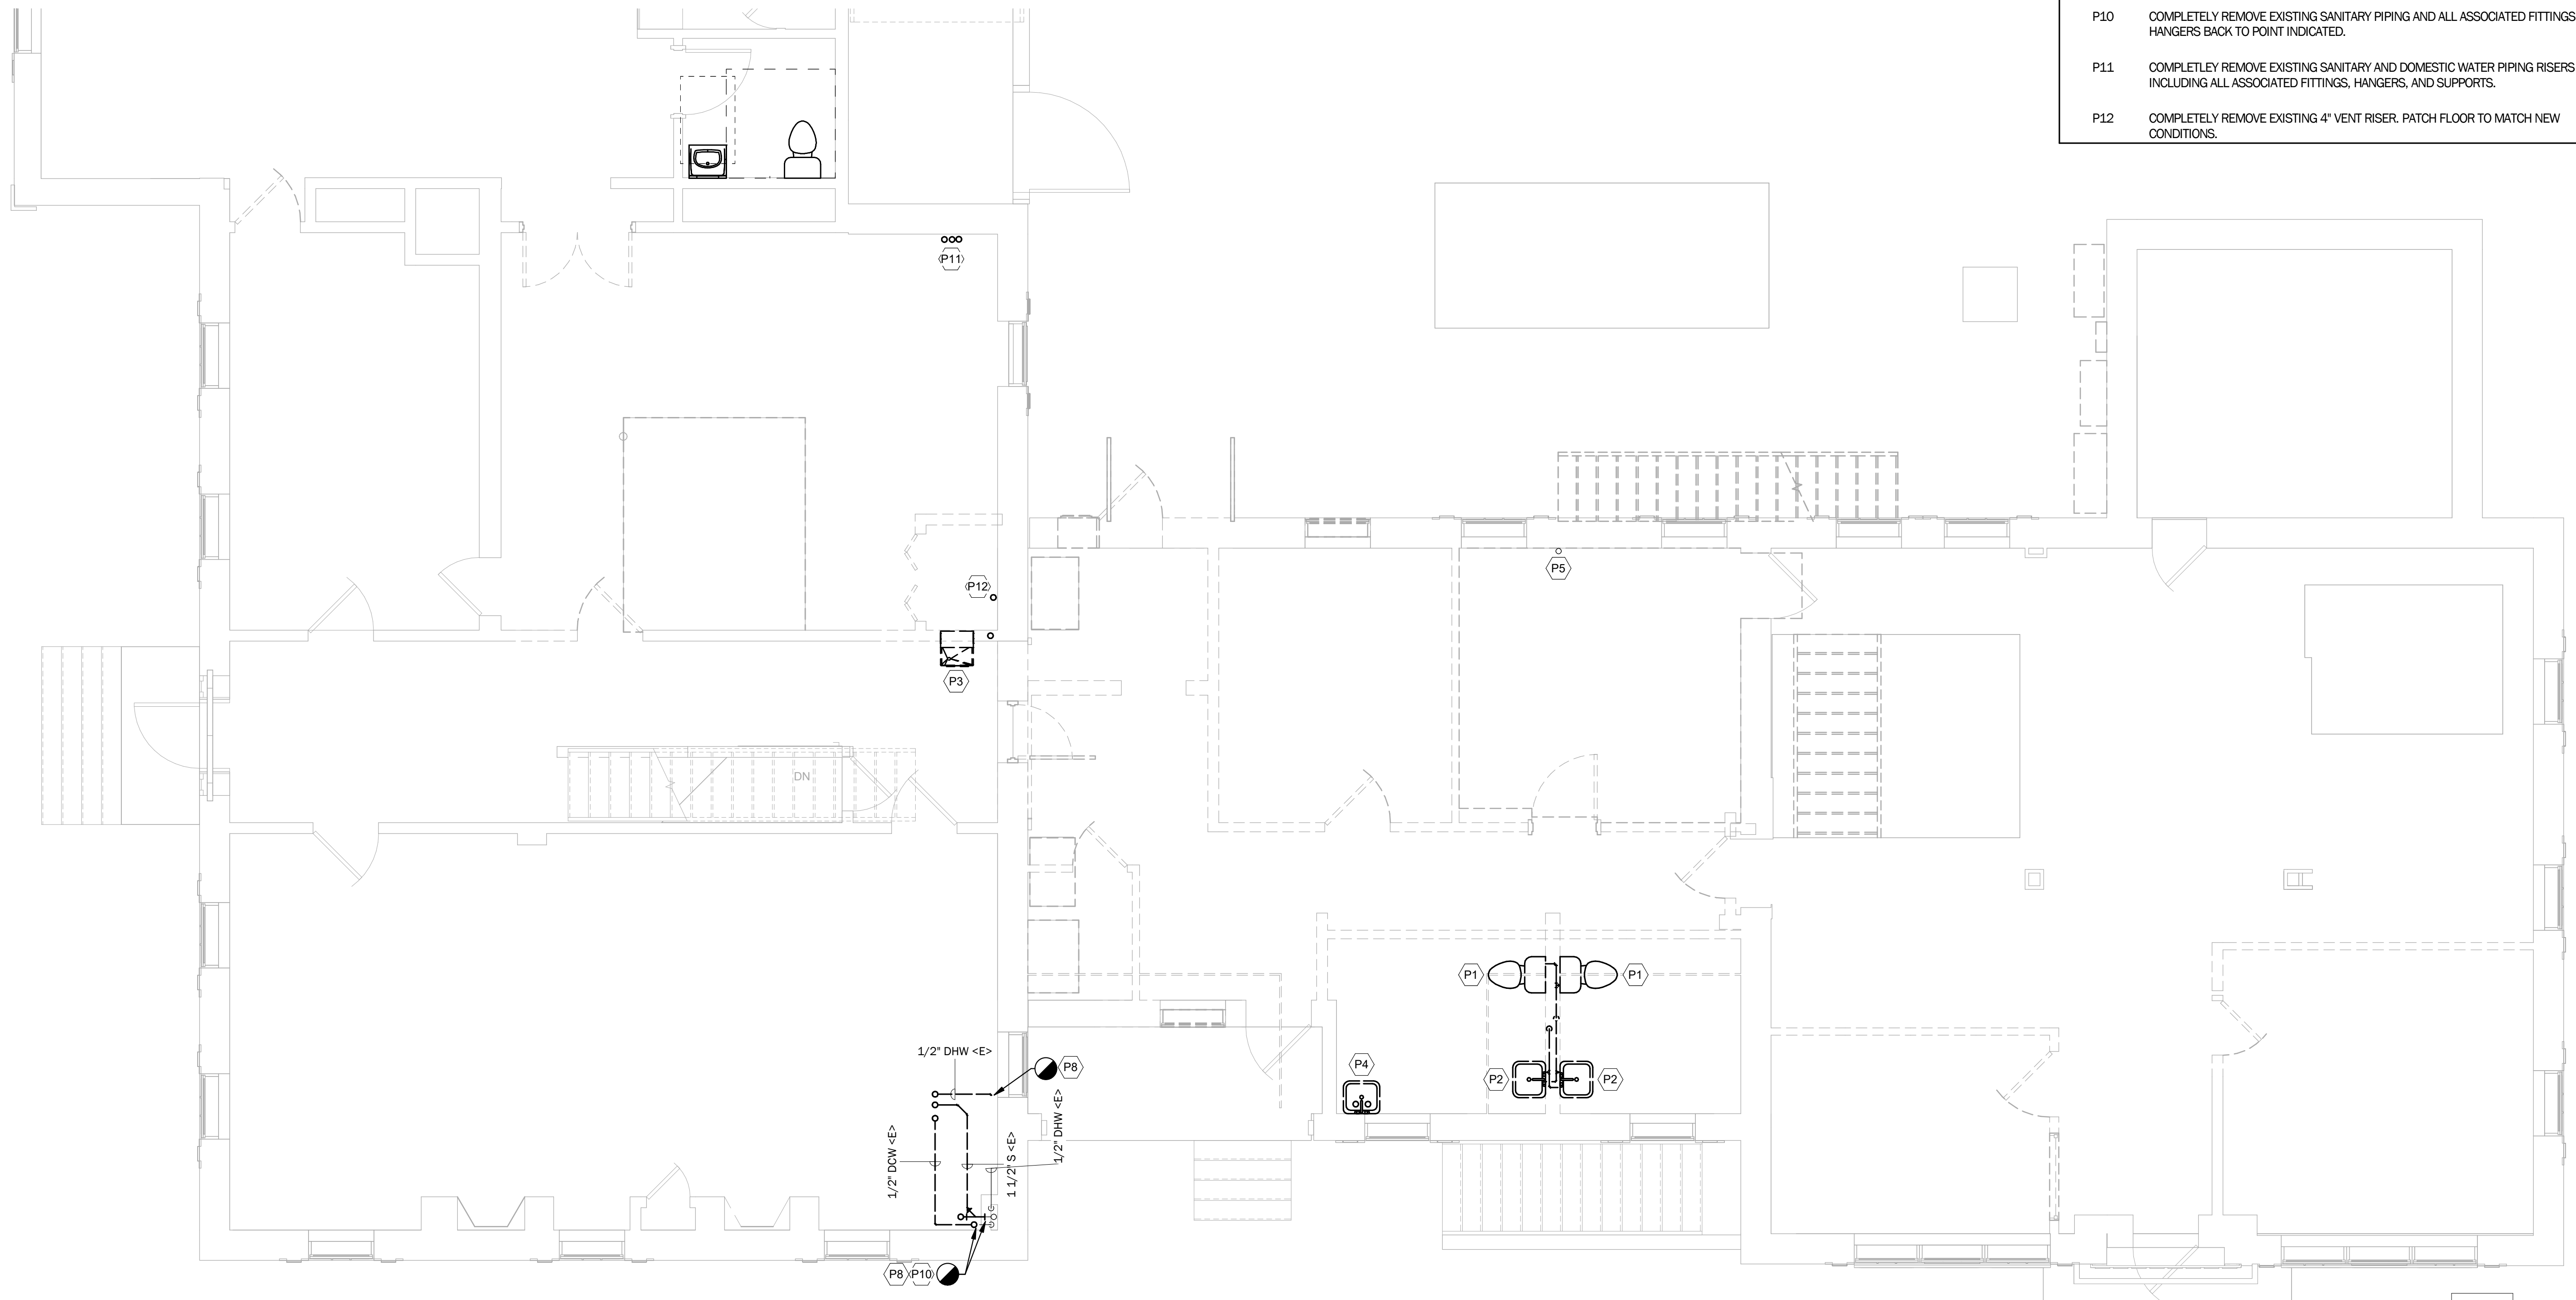 P10 COMPLETELY REMOVE EXISTING SANITARY PIPING AND ALL ASSOCIATED FITTINGS
HANGERS BACK TO POINT INDICATED.
P11 COMPLETLEY REMOVE EXISTING SANITARY AND DOMESTIC WATER PIPING RISERS
INCLUDING ALL ASSOCIATED FITTINGS, HANGERS, AND SUPPORTS.
P12 COMPLETELY REMOVE EXISTING 4" VENT RISER. PATCH FLOOR TO MATCH NEW
CONDITIONS.
P11
P5
P12
P3
DN
P1
P1
1/2" DHW <E>
P8
P4
P2
P2
1/2" DCW <E>
1 1/2" S <E>
1/2" DHW <E>
P8
P10